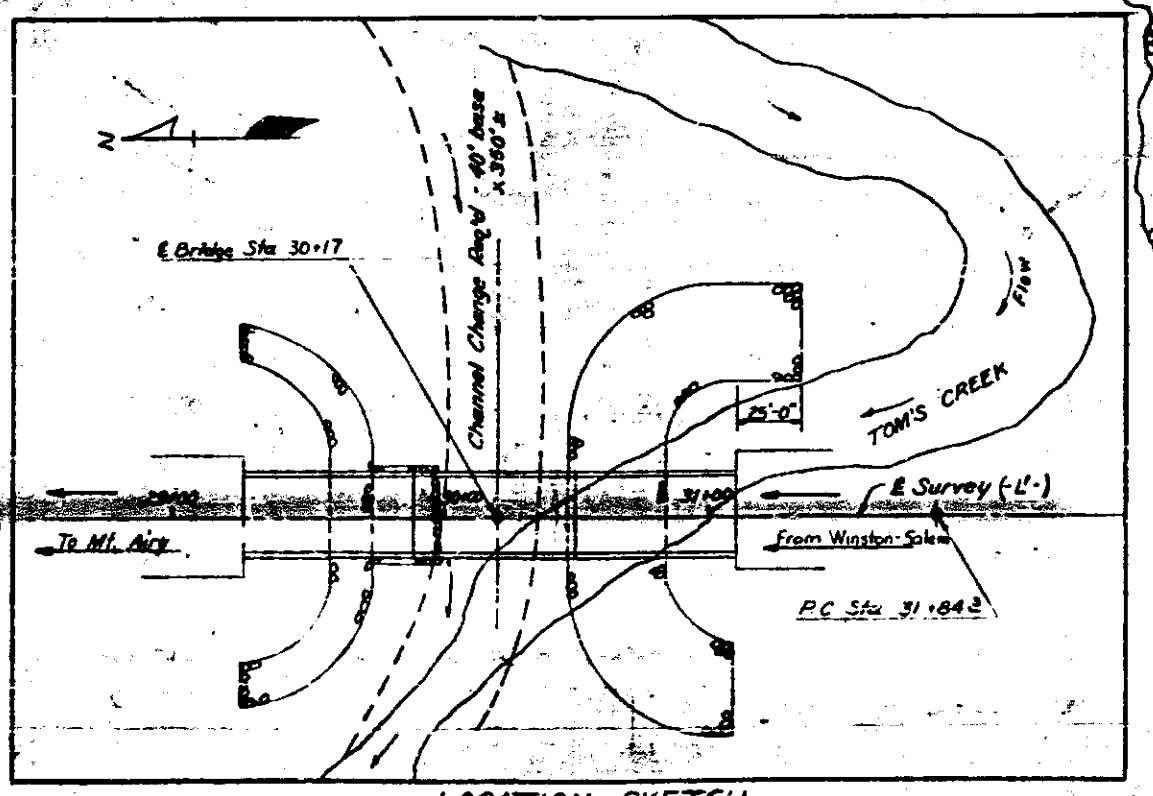 N
Channel Change Req'd - 40' base
x 350' ±
℄ Bridge Sta 30+17
Flow
TOM'S CREEK
25'-0"
30+00
31+00
℄ Survey (-L'-)
To Mt. Airy
From Winston-Salem
P.C Sta 31+84
LOCATION SKETCH